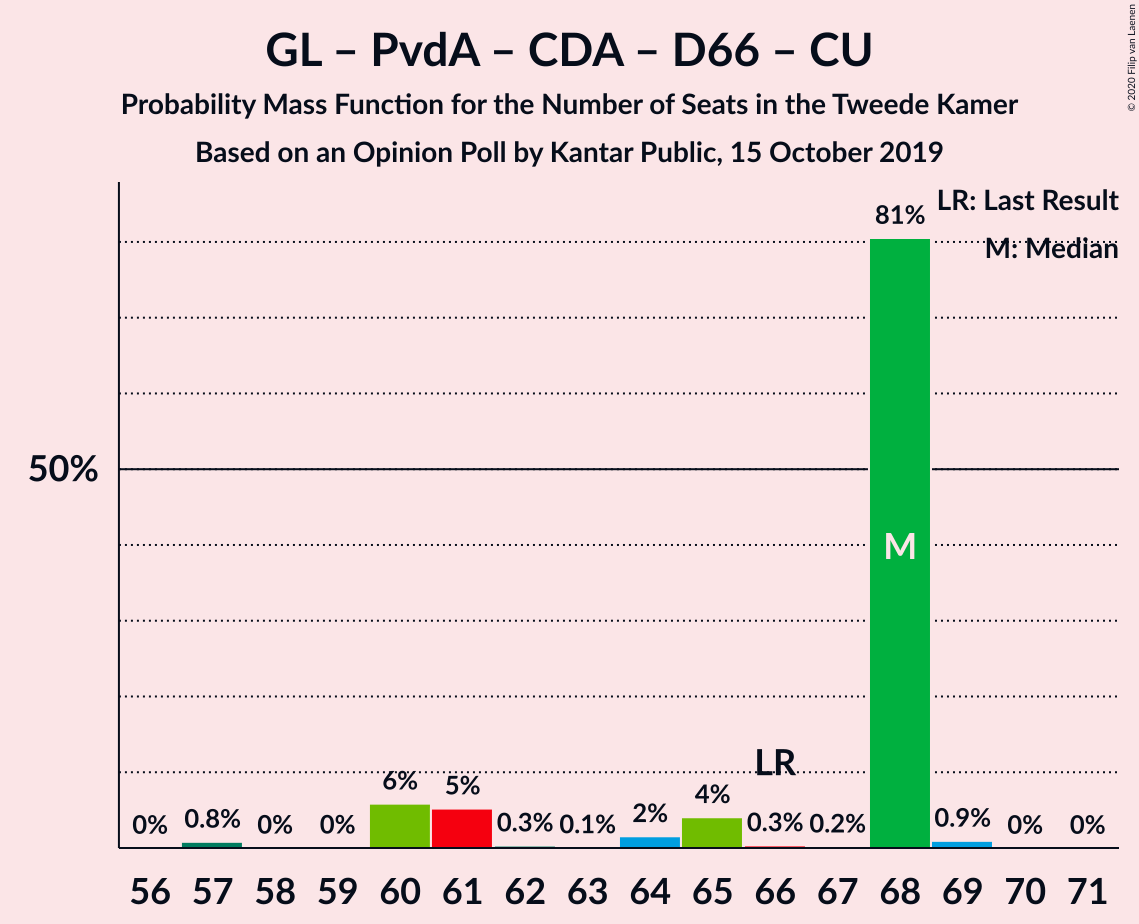 GL – PvdA – CDA – D66 – CU
Probability Mass Function for the Number of Seats in the Tweede Kamer
Based on an Opinion Poll by Kantar Public, 15 October 2019
© 2020 Filip van Laenen
LR: Last Result
M: Median
50%
0% 0.8% 0% 0% 6% 5% 0.3% 0.1% 2% 4% 0.3% 0.2% 81% 0.9% 0% 0%
LR
M
56 57 58 59 60 61 62 63 64 65 66 67 68 69 70 71